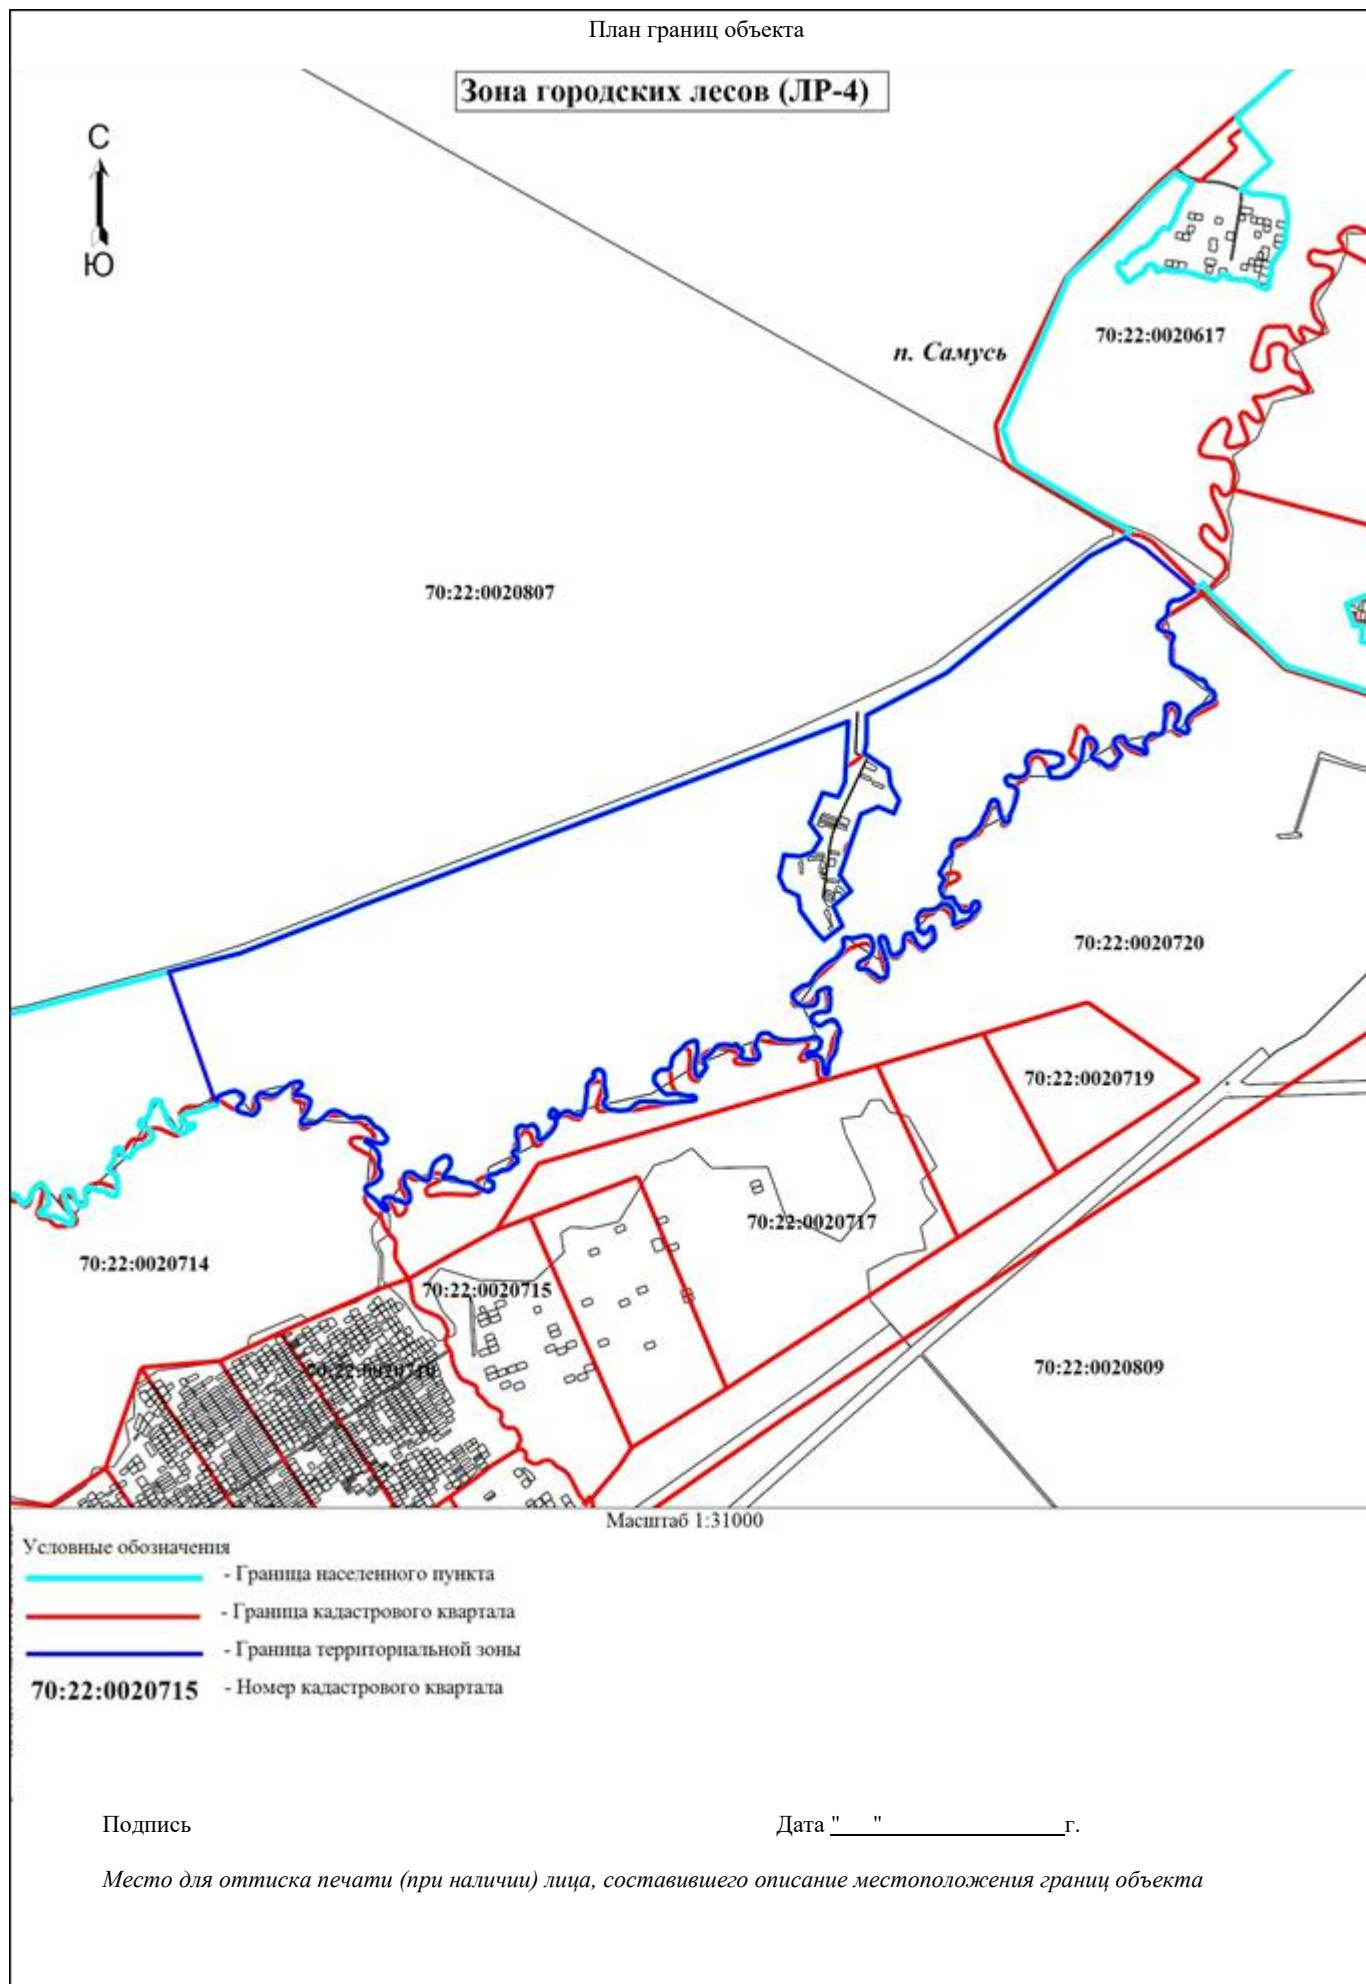 План границ объекта
Зона городских лесов (ЛР-4)
С
Ю
70:22:0020617
п. Самусь
70:22:0020807
70:22:0020720
70:22:0020719
70:22:0020717
70:22:0020714
70:22:0020715
70:22:0020809
Масштаб 1:31000
Условные обозначения
- Граница населенного пункта
- Граница кадастрового квартала
- Граница территориальной зоны
70:22:0020715 - Номер кадастрового квартала
Подпись Дата " " г.
Место для оттиска печати (при наличии) лица, составившего описание местоположения границ объекта